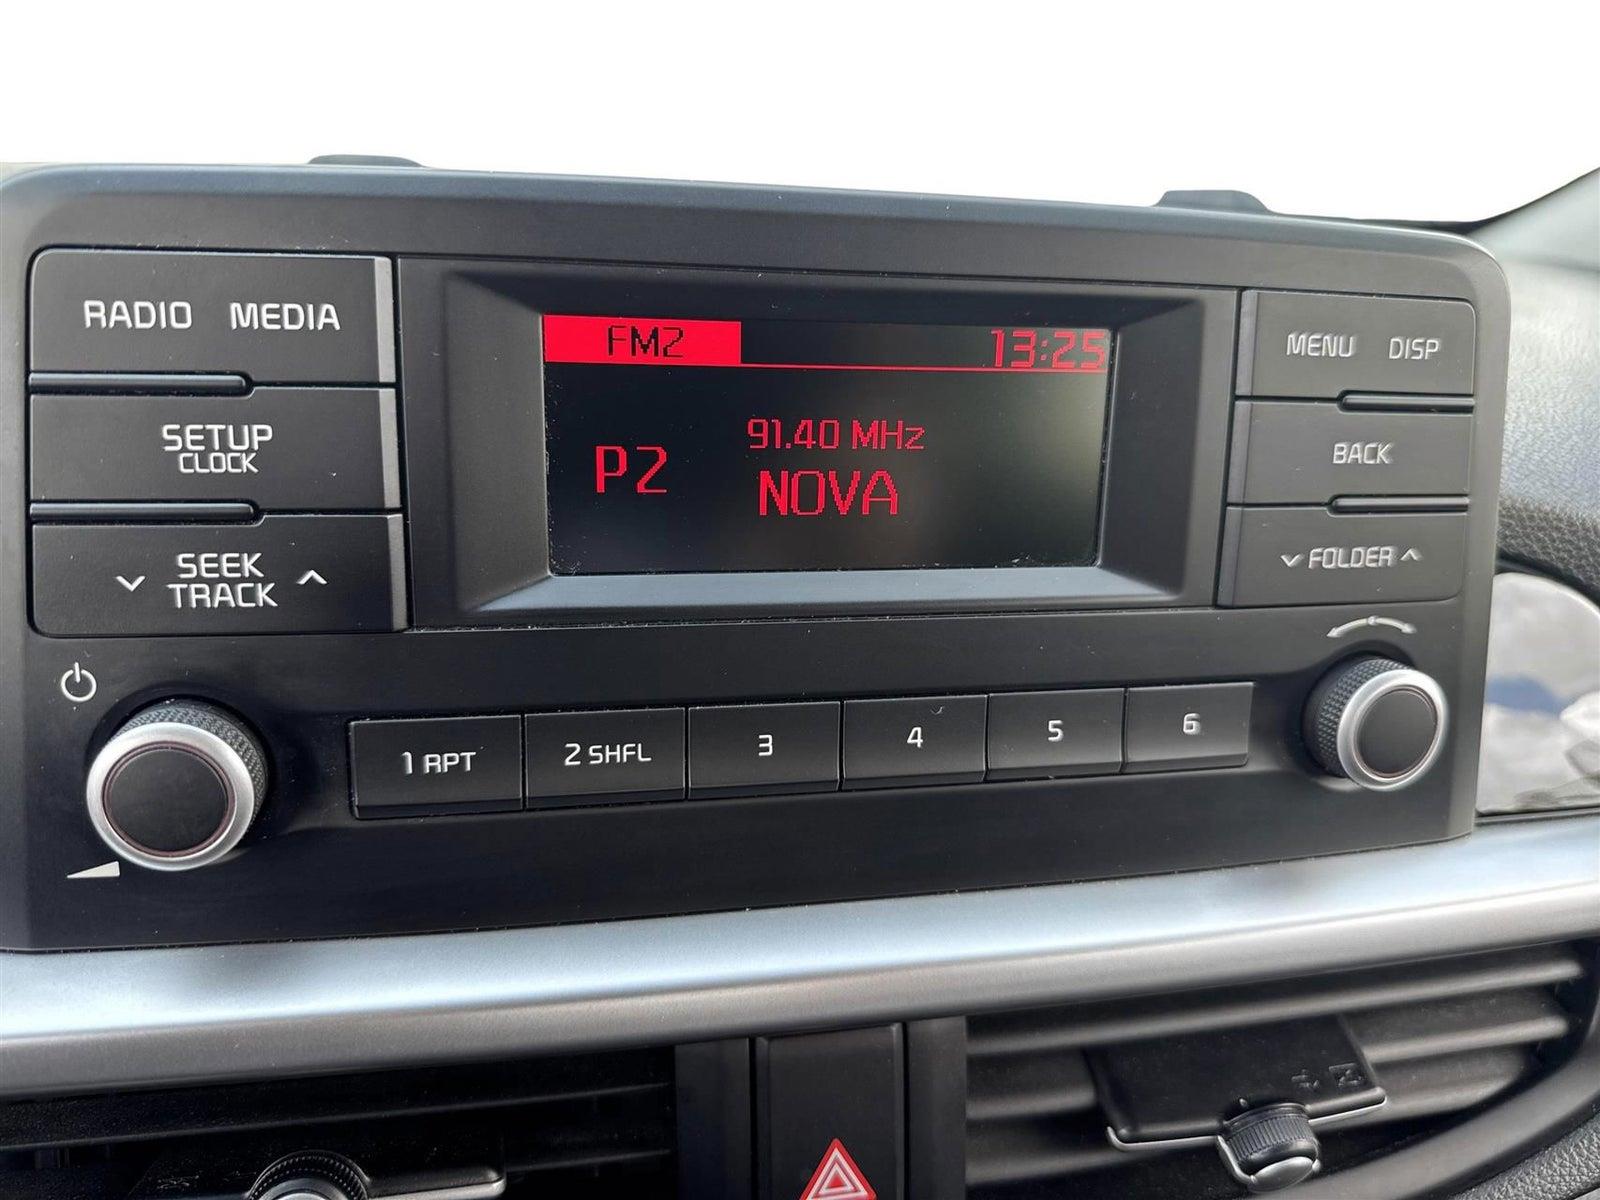 RADIO MEDIA
SETUP
CLOCK
SEEK
TRACK
FM2 13:25
91.40 MHz
P2
NOVA
MENU DISP
BACK
FOLDER
1 RPT
2 SHFL
3
4
5
6